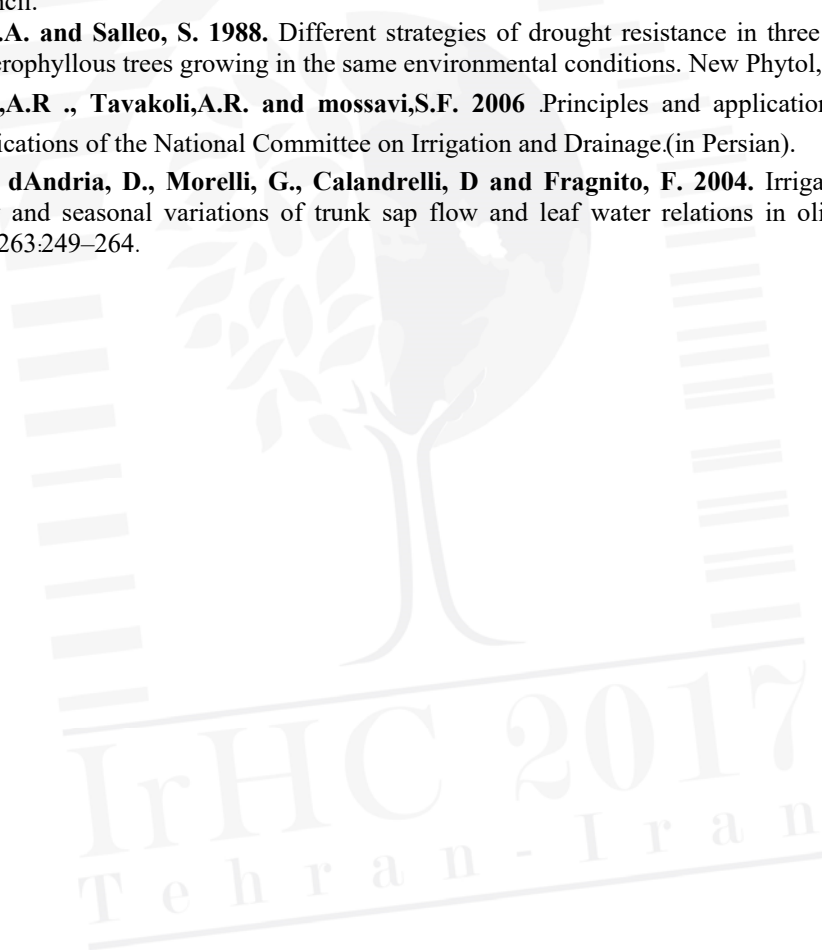 .A. and Salleo, S. 1988. Different strategies of drought resistance in three
erophyllous trees growing in the same environmental conditions. New Phytol,
,A.R ., Tavakoli,A.R. and mossavi,S.F. 2006 .Principles and application
ications of the National Committee on Irrigation and Drainage.(in Persian).
dAndria, D., Morelli, G., Calandrelli, D and Fragnito, F. 2004. Irriga
and seasonal variations of trunk sap flow and leaf water relations in oli
263:249–264.
IrHC 2017
Tehran - Iran